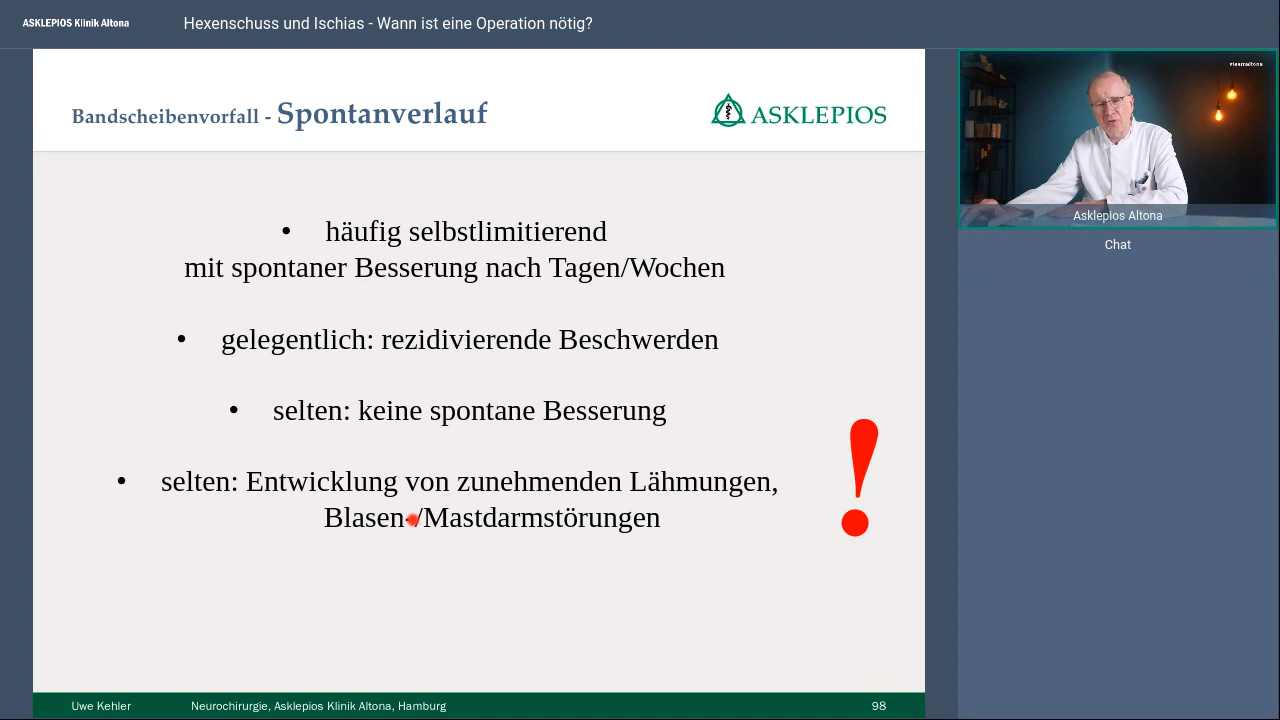 ASKLEPIOS Klinik Altona
Hexenschuss und Ischias - Wann ist eine Operation nötig?
Bandscheibenvorfall - Spontanverlauf
ASKLEPIOS
• häufig selbstlimitierend
mit spontaner Besserung nach Tagen/Wochen
• gelegentlich: rezidivierende Beschwerden
• selten: keine spontane Besserung
• selten: Entwicklung von zunehmenden Lähmungen,
Blasen-/Mastdarmstörungen
!
Uwe Kehler
Neurochirurgie, Asklepios Klinik Altona, Hamburg
98
#teamaltona
Asklepios Altona
Chat